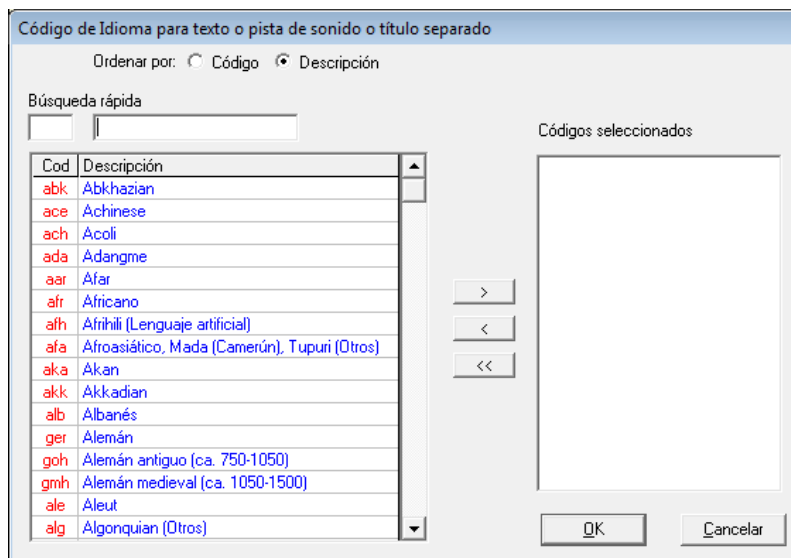 Código de Idioma para texto o pista de sonido o título separado
Ordenar por: Código Descripción
Búsqueda rápida
Códigos seleccionados
Cod Descripción
abk Abkhazian
ace Achinese
ach Acoli
ada Adangme
aar Afar
afr Africano
afh Afrihili (Lenguaje artificial)
afa Afroasiático, Mada (Camerún), Tupuri (Otros)
aka Akan
akk Akkadian
alb Albanés
ger Alemán
goh Alemán antiguo (ca. 750-1050)
gmh Alemán medieval (ca. 1050-1500)
ale Aleut
alg Algonquian (Otros)
>
<
<<
OK Cancelar